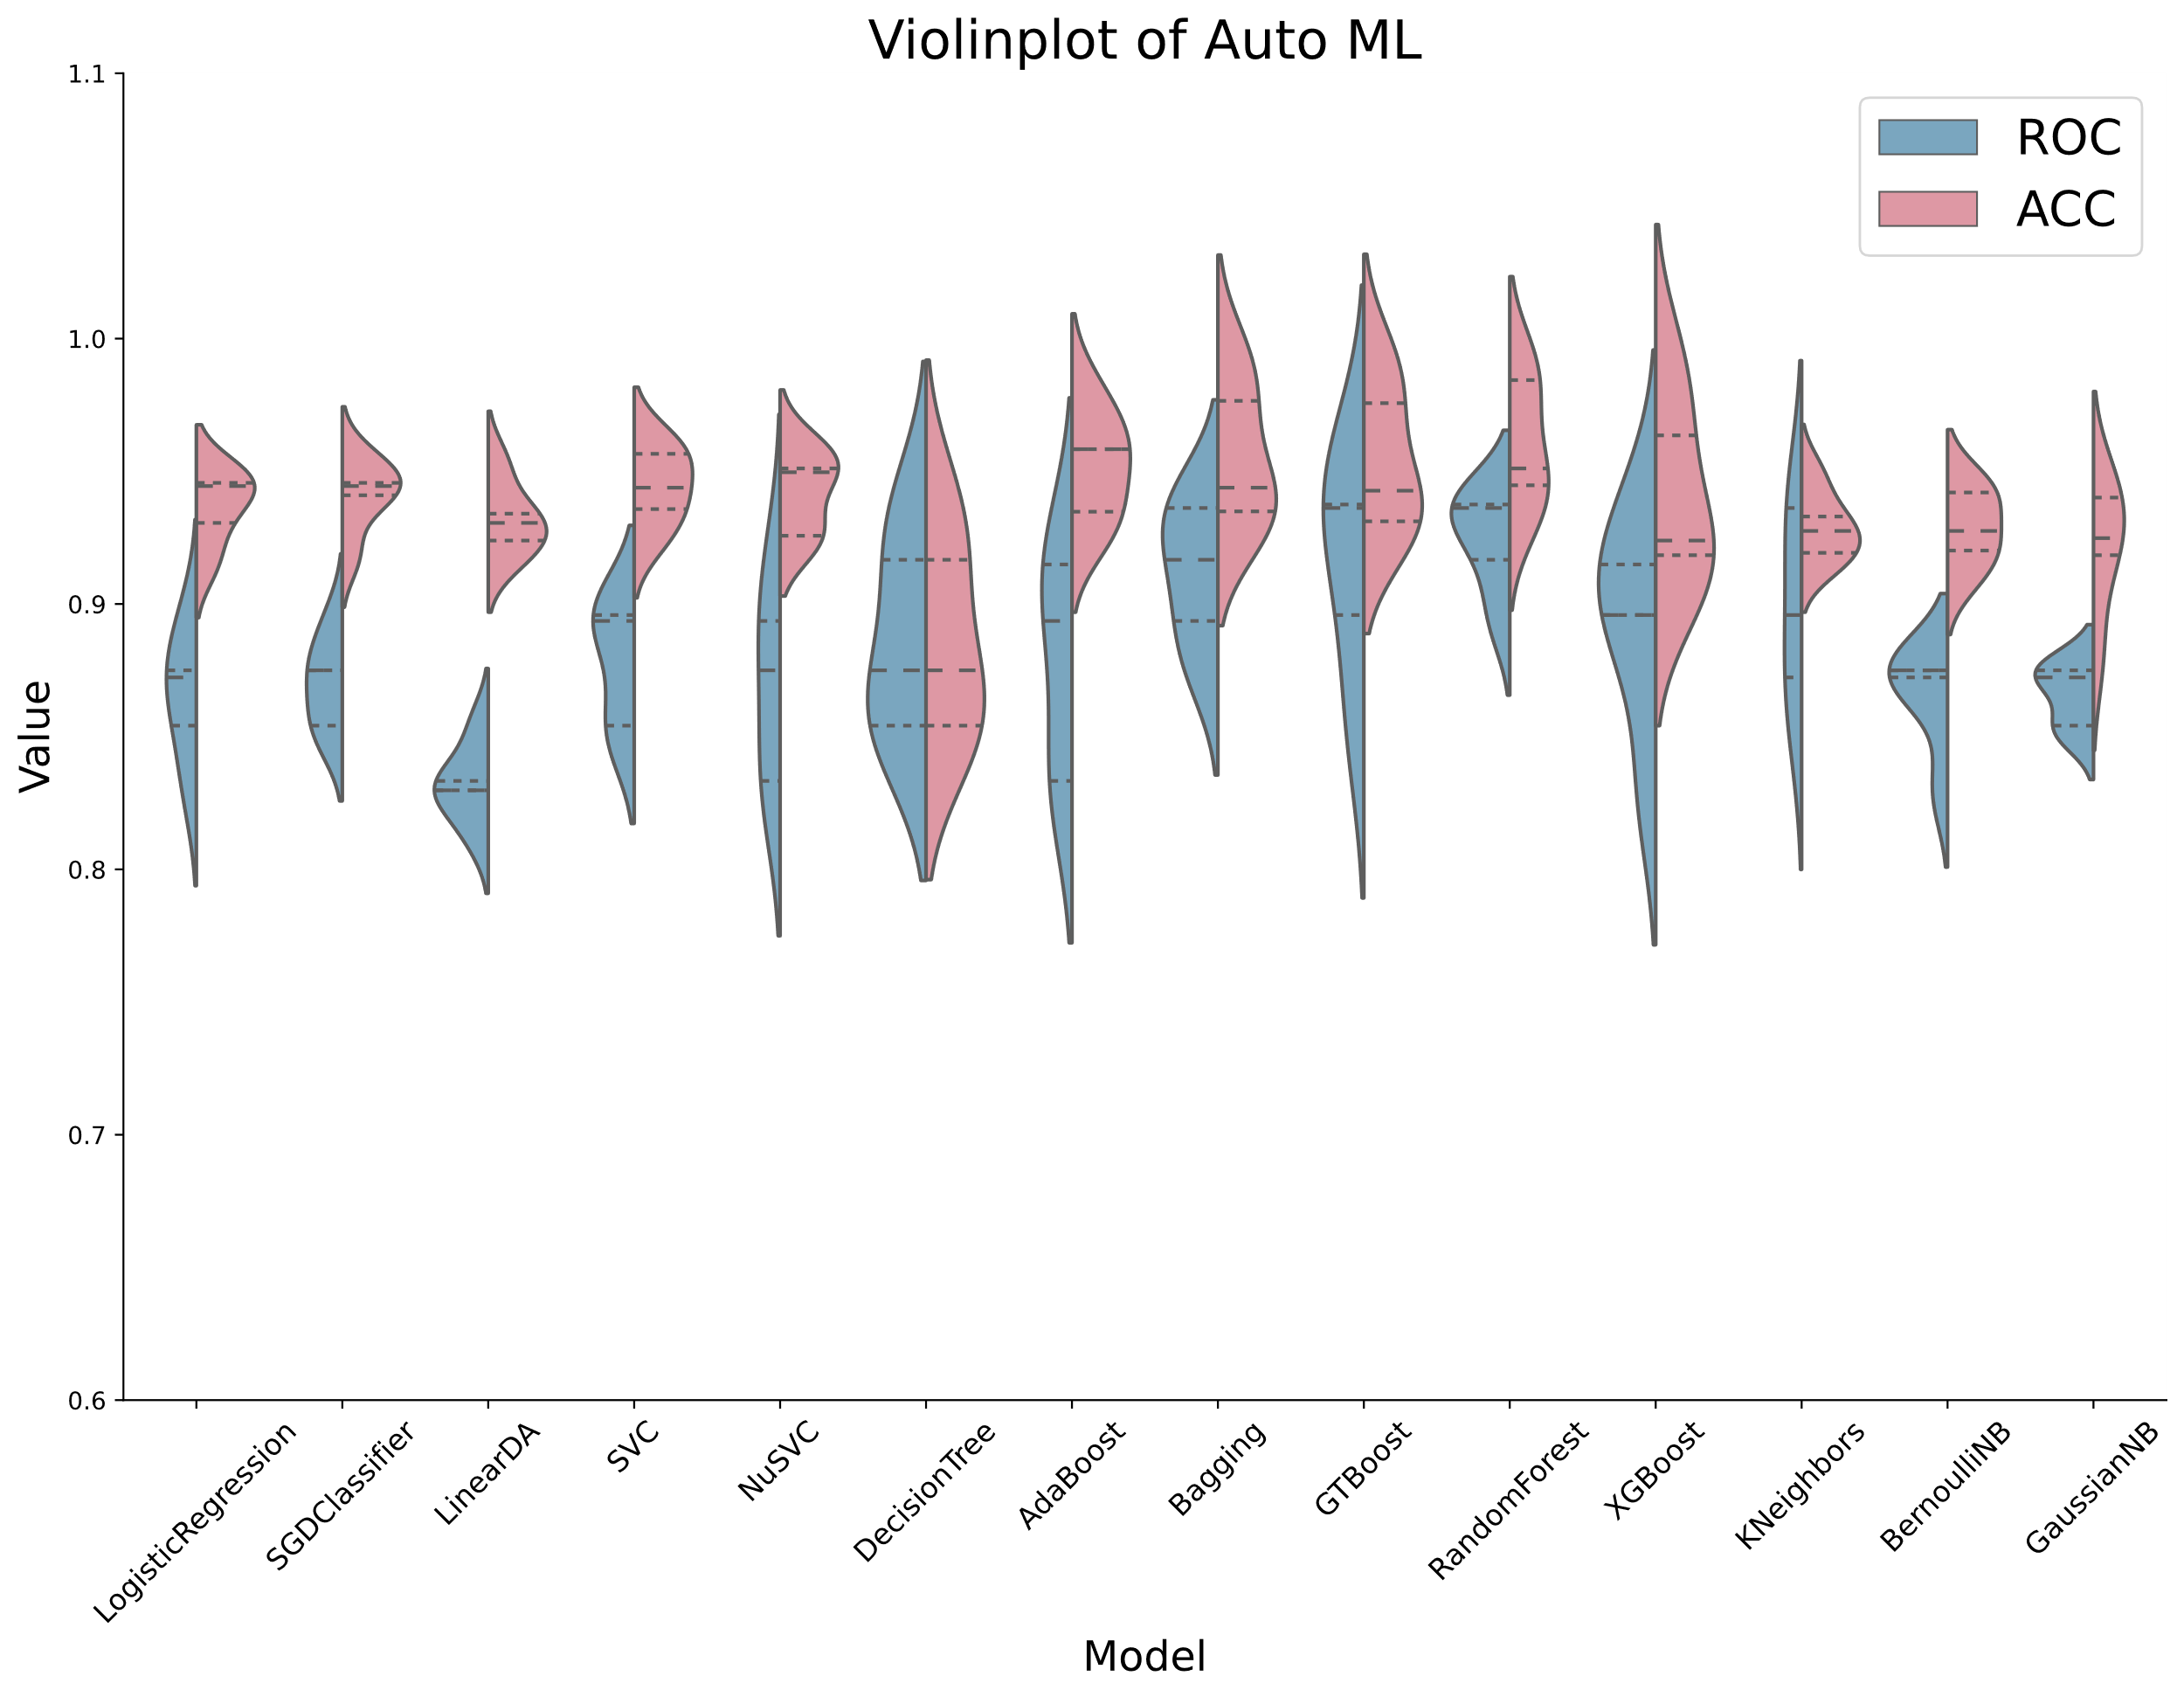 Violinplot of Auto ML
1.1
1.0
0.9
0.8
0.7
0.6
Value
ROC
ACC
LogisticRegression
SGDClassifier
LinearDA
SVC
NuSVC
DecisionTree
AdaBoost
Bagging
GTBoost
RandomForest
XGBoost
KNeighbors
BernoulliNB
GaussianNB
Model